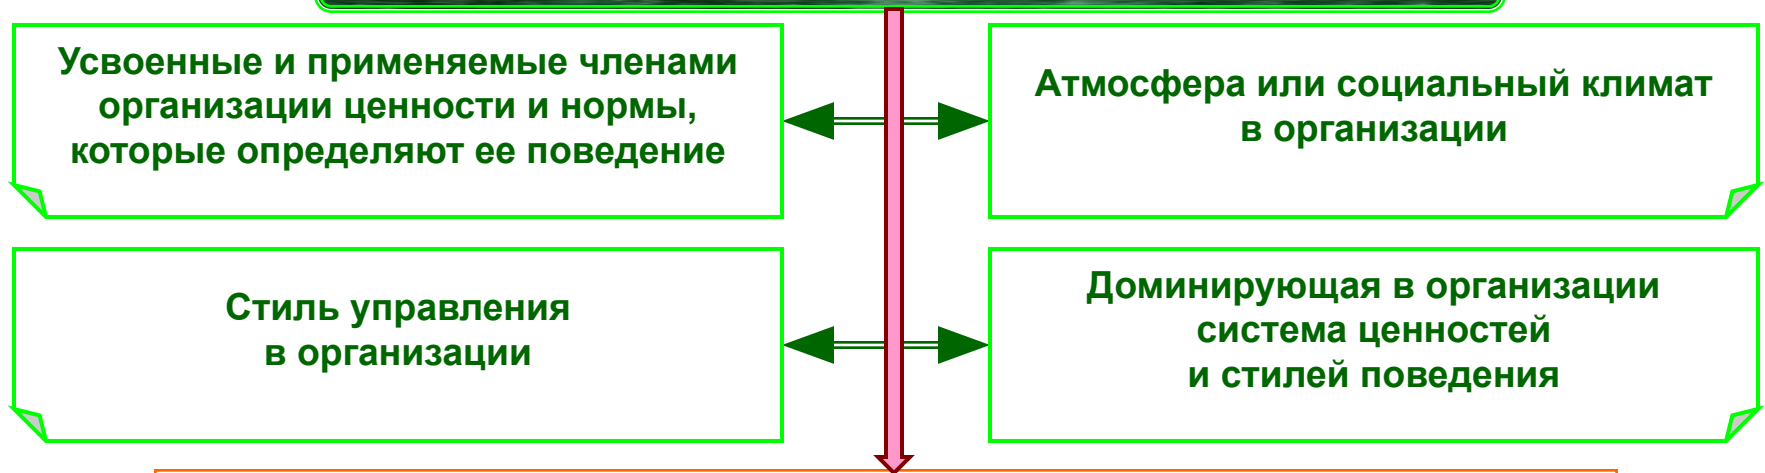 Усвоенные и применяемые членами
организации ценности и нормы,
которые определяют ее поведение
Атмосфера или социальный климат
в организации
Стиль управления
в организации
Доминирующая в организации
система ценностей
и стилей поведения